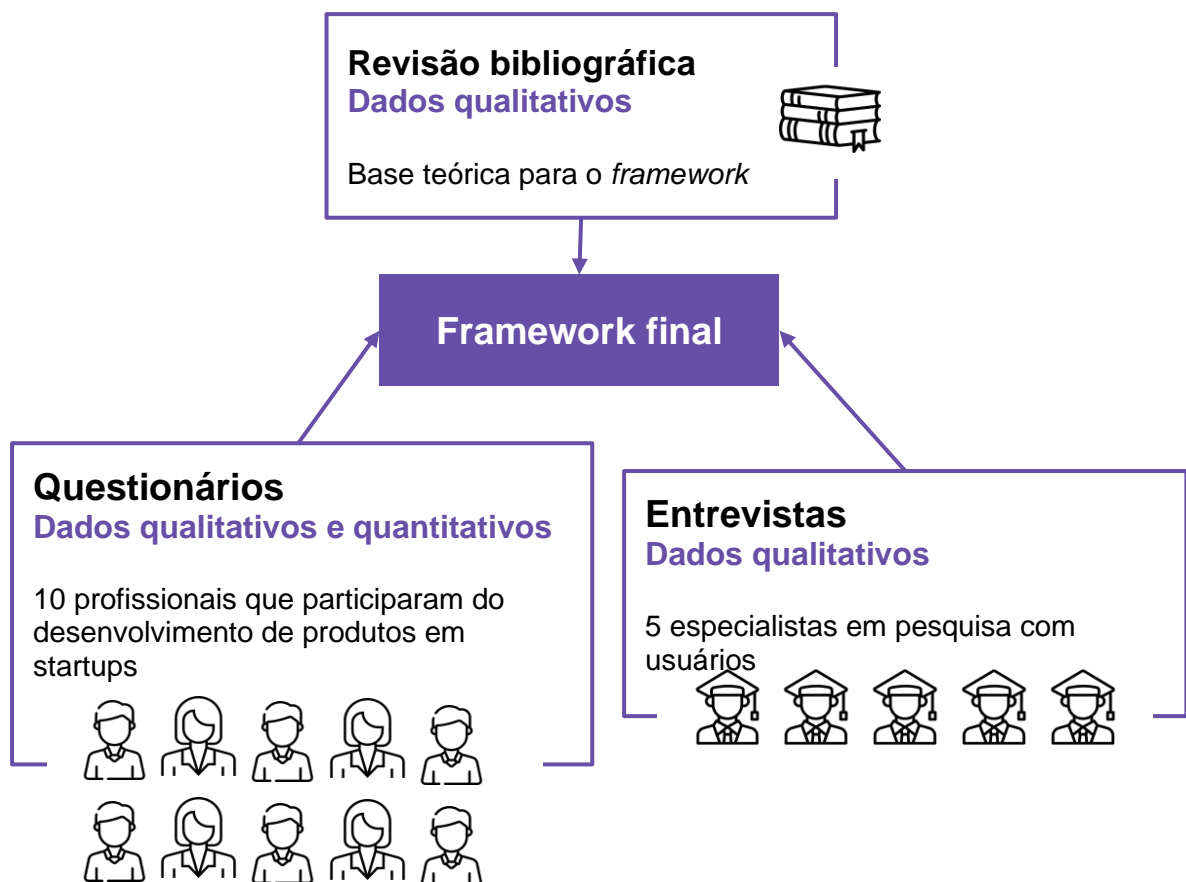 Revisão bibliográfica
Dados qualitativos
Base teórica para o framework
Framework final
Questionários
Dados qualitativos e quantitativos
10 profissionais que participaram do
desenvolvimento de produtos em
startups
Entrevistas
Dados qualitativos
5 especialistas em pesquisa com
usuários